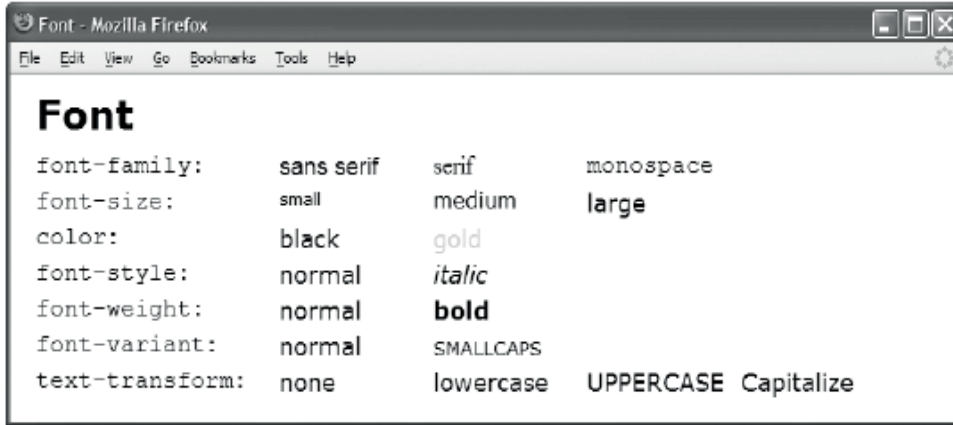 Font - Mozilla Firefox
File Edit View Go Bookmarks Tools Help
Font
font-family: sans serif serif monospace
font-size: small medium large
color: black gold
font-style: normal italic
font-weight: normal bold
font-variant: normal SMALLCAPS
text-transform: none lowercase UPPERCASE Capitalize